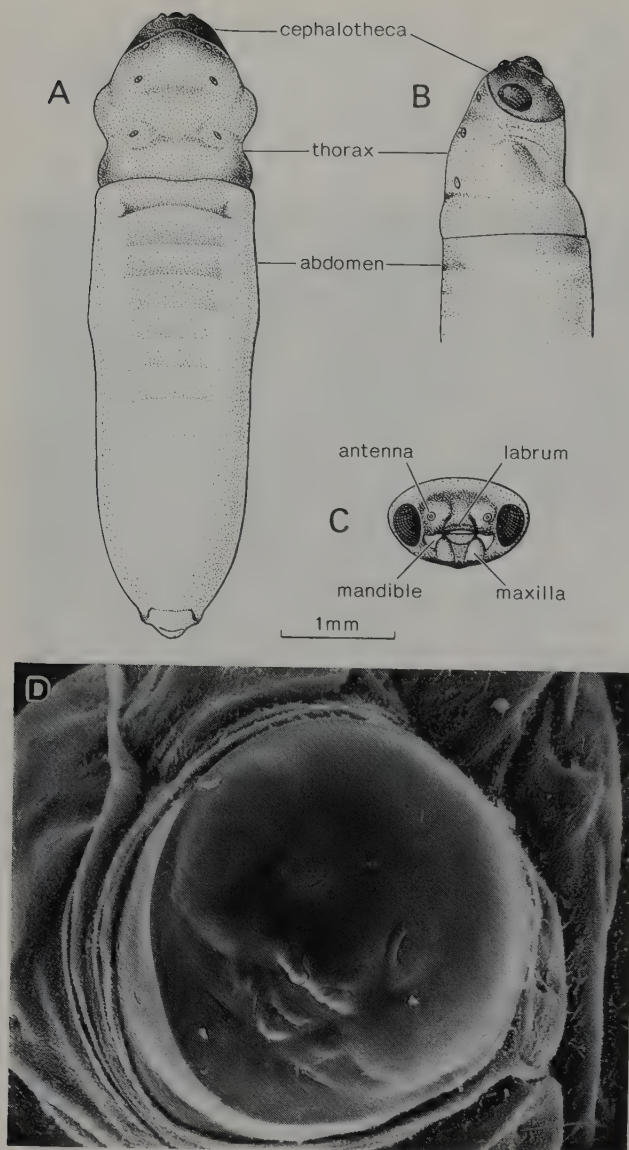 cephalotheca
A
B
thorax
abdomen
antenna
labrum
C
mandible
maxilla
1mm
D